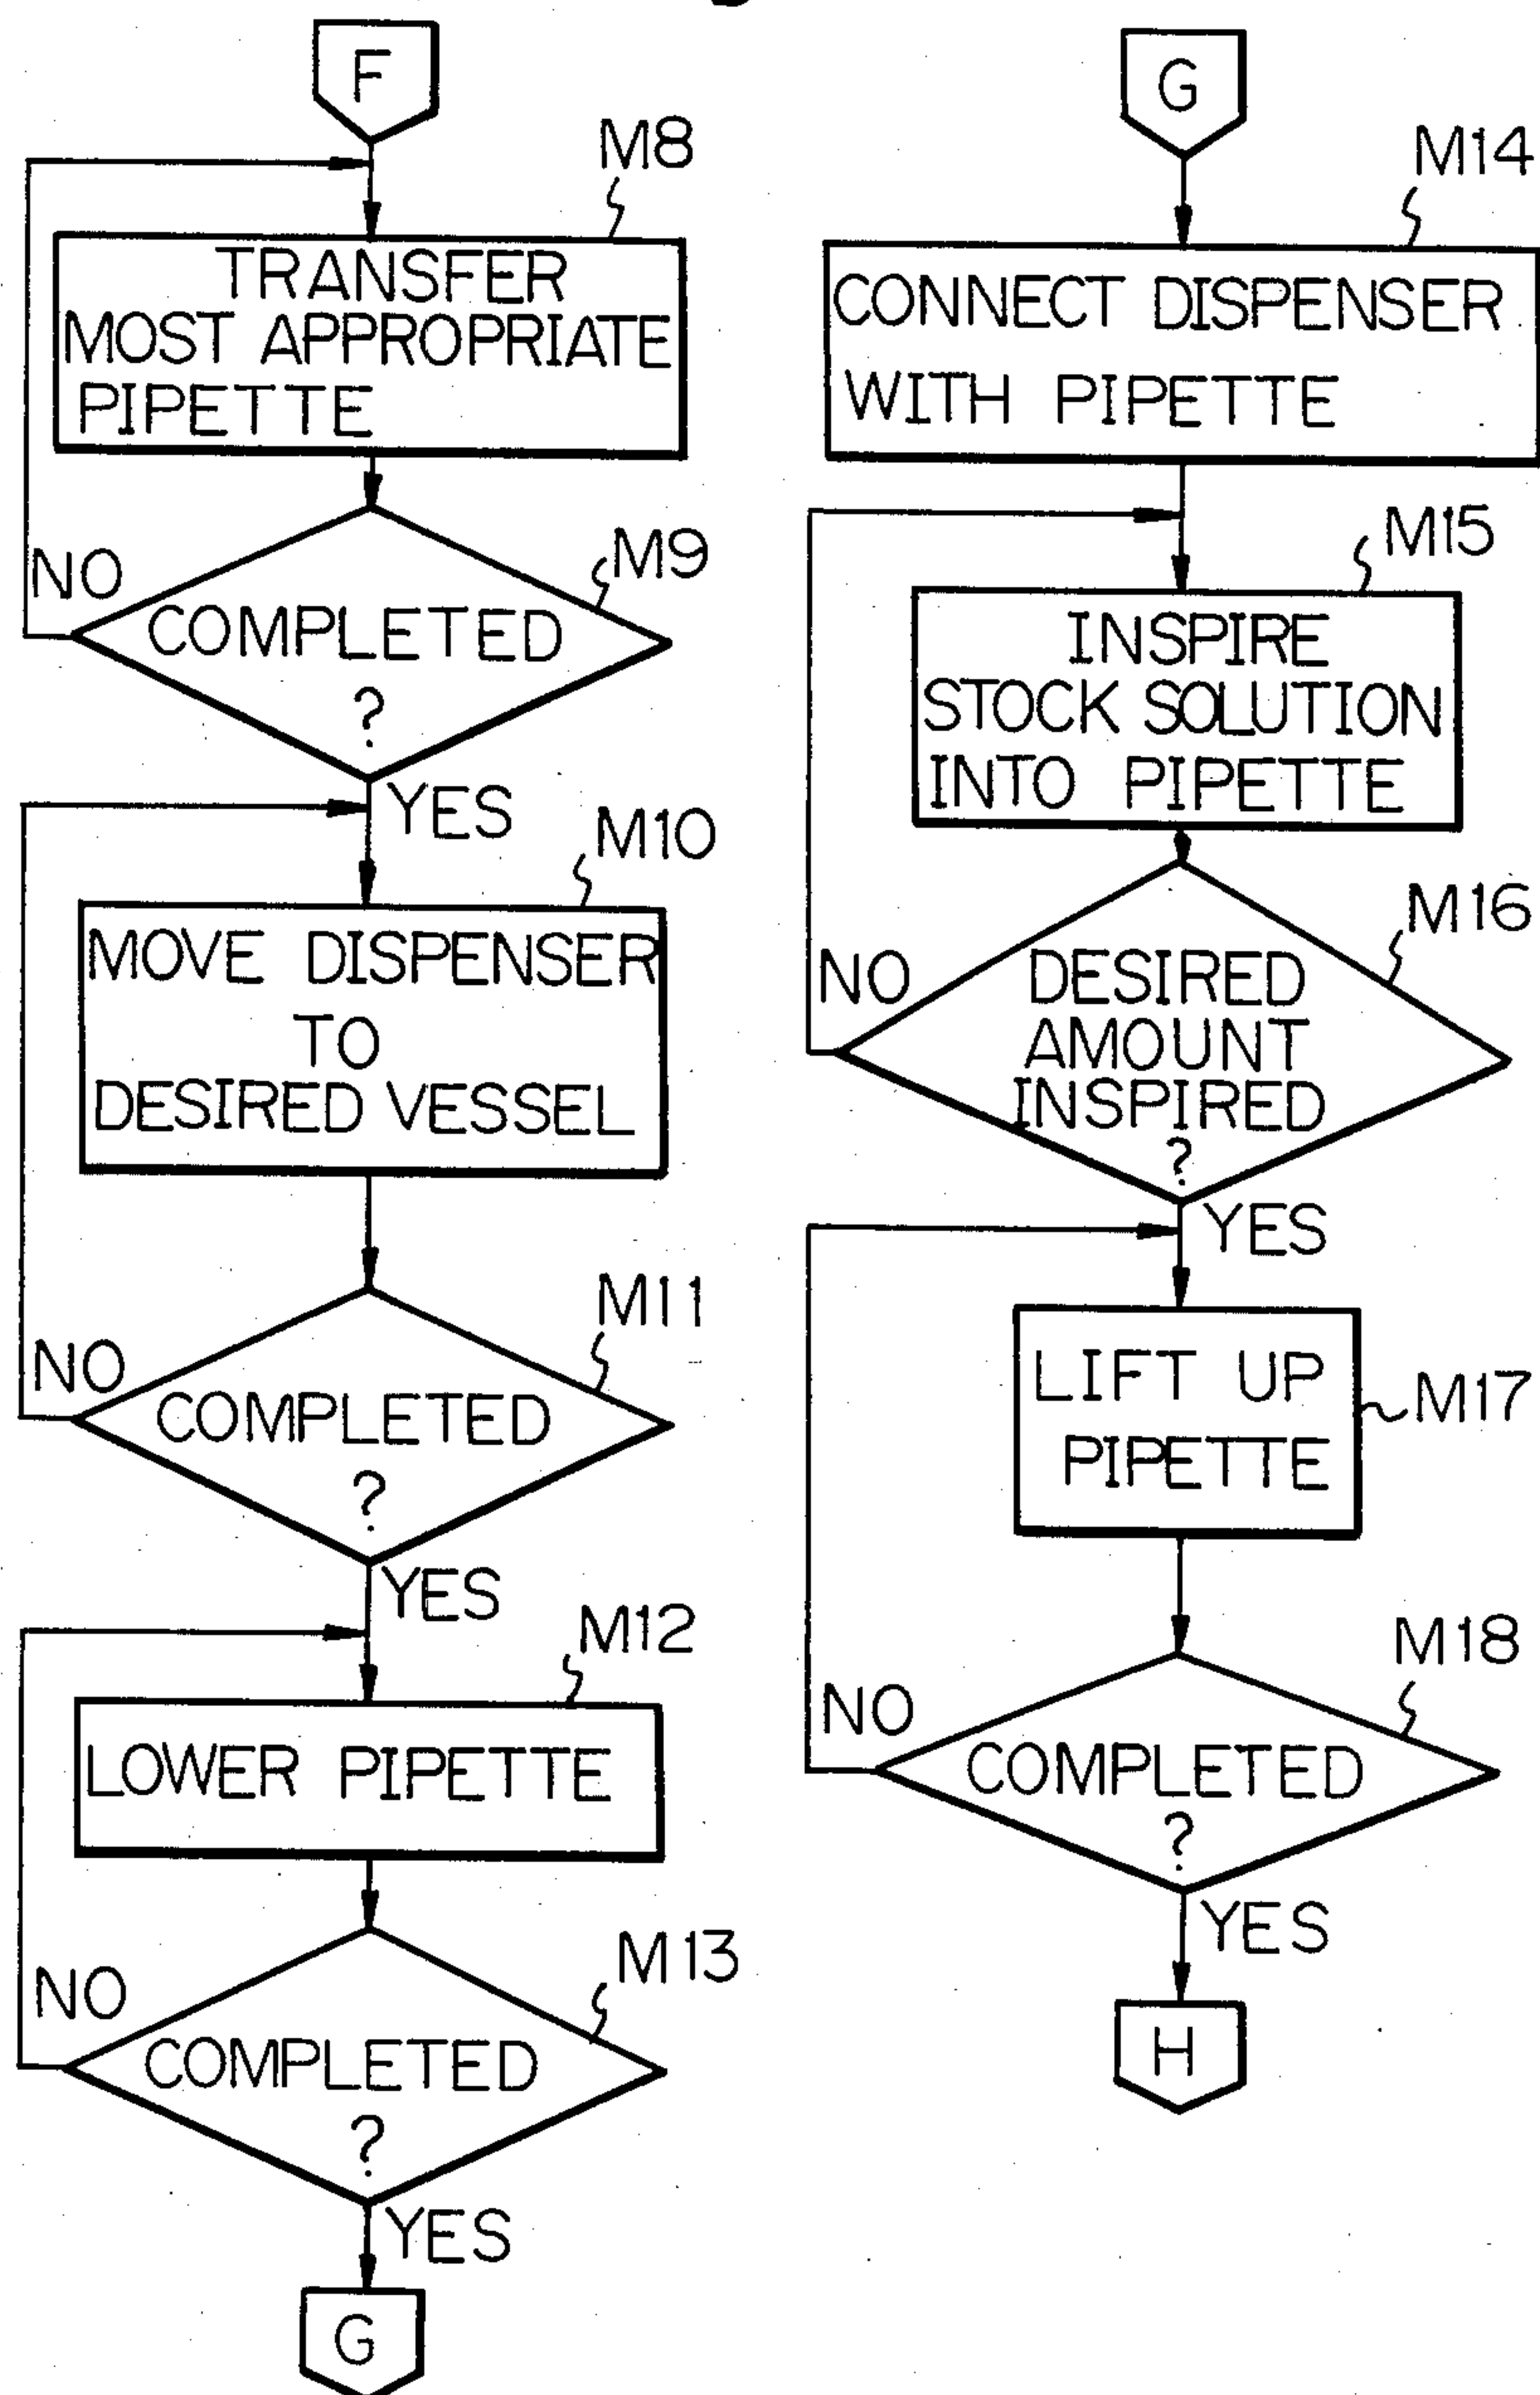 F
M8
TRANSFER
MOST APPROPRIATE
PIPETTE
M9
NO
COMPLETED
?
YES
M10
MOVE DISPENSER
TO
DESIRED VESSEL
M11
NO
COMPLETED
?
YES
M12
LOWER PIPETTE
M13
NO
COMPLETED
?
YES
G
G
M14
CONNECT DISPENSER
WITH PIPETTE
M15
INSPIRE
STOCK SOLUTION
INTO PIPETTE
M16
NO
DESIRED
AMOUNT
INSPIRED
?
YES
LIFT UP
PIPETTE
M17
M18
NO
COMPLETED
?
YES
H